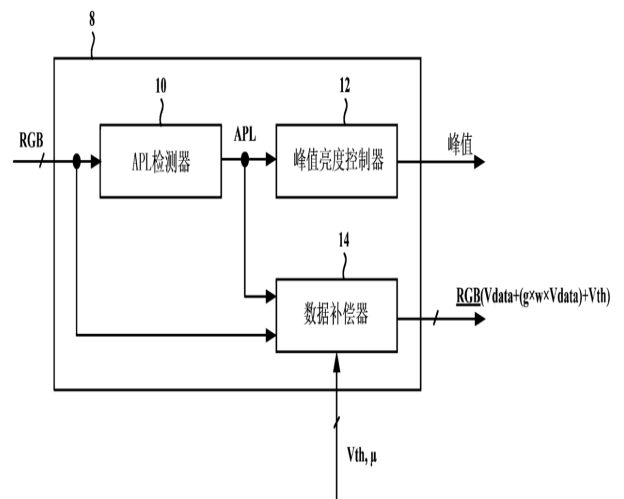 8
10
12
RGB
APL
APL检测器
峰值亮度控制器
峰值
14
数据补偿器
RGB(Vdata+(g×w×Vdata)+Vth)
Vth, μ